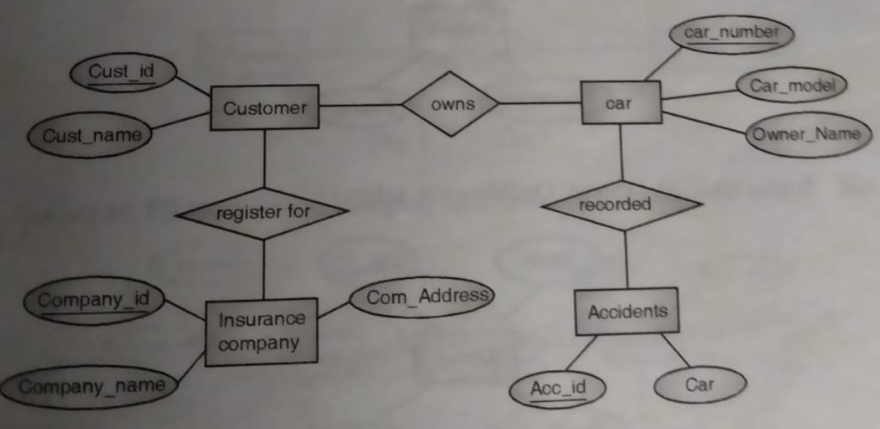 car_number
Cust_id
Car_model
Customer
owns
car
Cust_name
Owner_Name
register for
recorded
Company_id
Com_Address
Insurance
company
Accidents
Company_name
Acc_id
Car